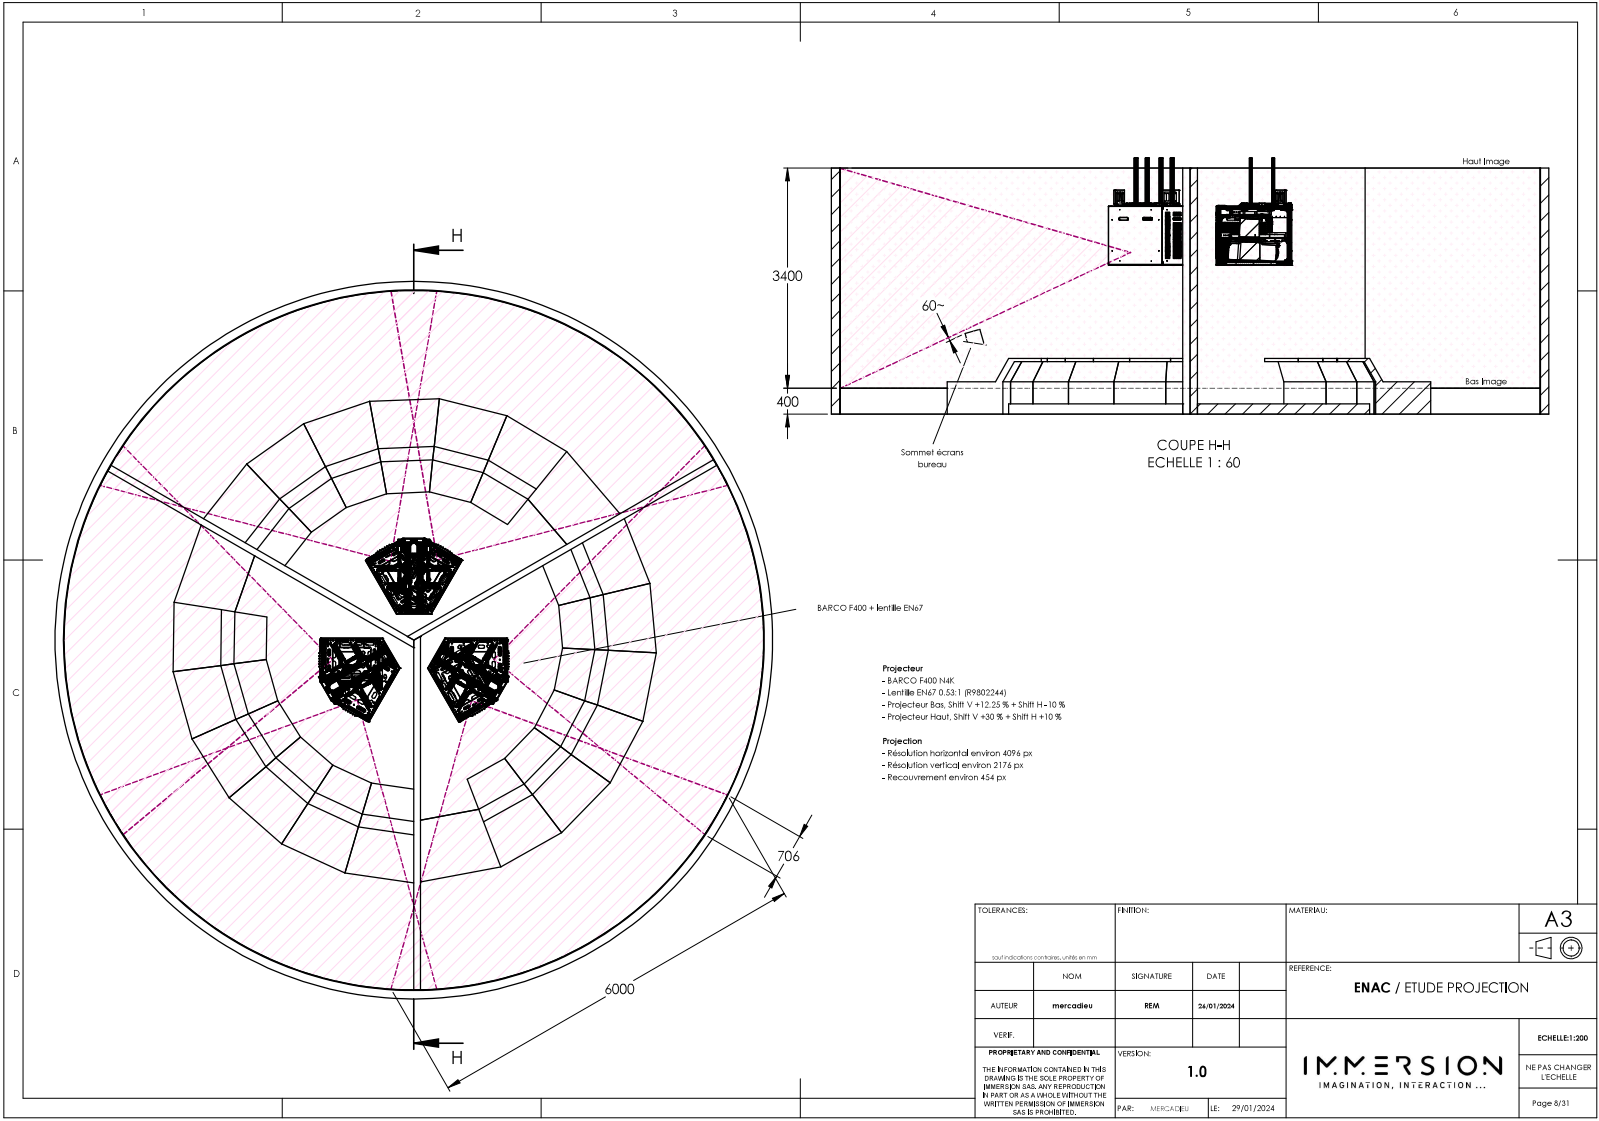 1
2
3
4
5
6
A
B
C
D
H
H
6000
706
3400
400
60~
Haut Image
Bas Image
Sommet écrans
bureau
COUPE H-H
ECHELLE 1 : 60
BARCO F400 + lentille EN67
Projecteur
- BARCO F400 N4K
- Lentille EN67 0.53:1 (R9802244)
- Projecteur Bas, Shift V +12.25 % + Shift H -10 %
- Projecteur Haut, Shift V +30 % + Shift H +10 %
Projection
- Résolution horizontal environ 4096 px
- Résolution vertical environ 2176 px
- Recouvrement environ 454 px
TOLERANCES:
sauf indications contraires, unités en mm
FINITION:
MATERIAU:
A3
NOM
SIGNATURE
DATE
AUTEUR
mercadieu
REM
26/01/2024
VERIF.
REFERENCE:
ENAC / ETUDE PROJECTION
PROPRIETARY AND CONFIDENTIAL
THE INFORMATION CONTAINED IN THIS
DRAWING IS THE SOLE PROPERTY OF
IMMERSION SAS. ANY REPRODUCTION
IN PART OR AS A WHOLE WITHOUT THE
WRITTEN PERMISSION OF IMMERSION
SAS IS PROHIBITED.
VERSION:
1.0
PAR: MERCADIEU
LE: 29/01/2024
IMMERSION
IMAGINATION, INTERACTION ...
ECHELLE:1:200
NE PAS CHANGER
L'ECHELLE
Page 8/31